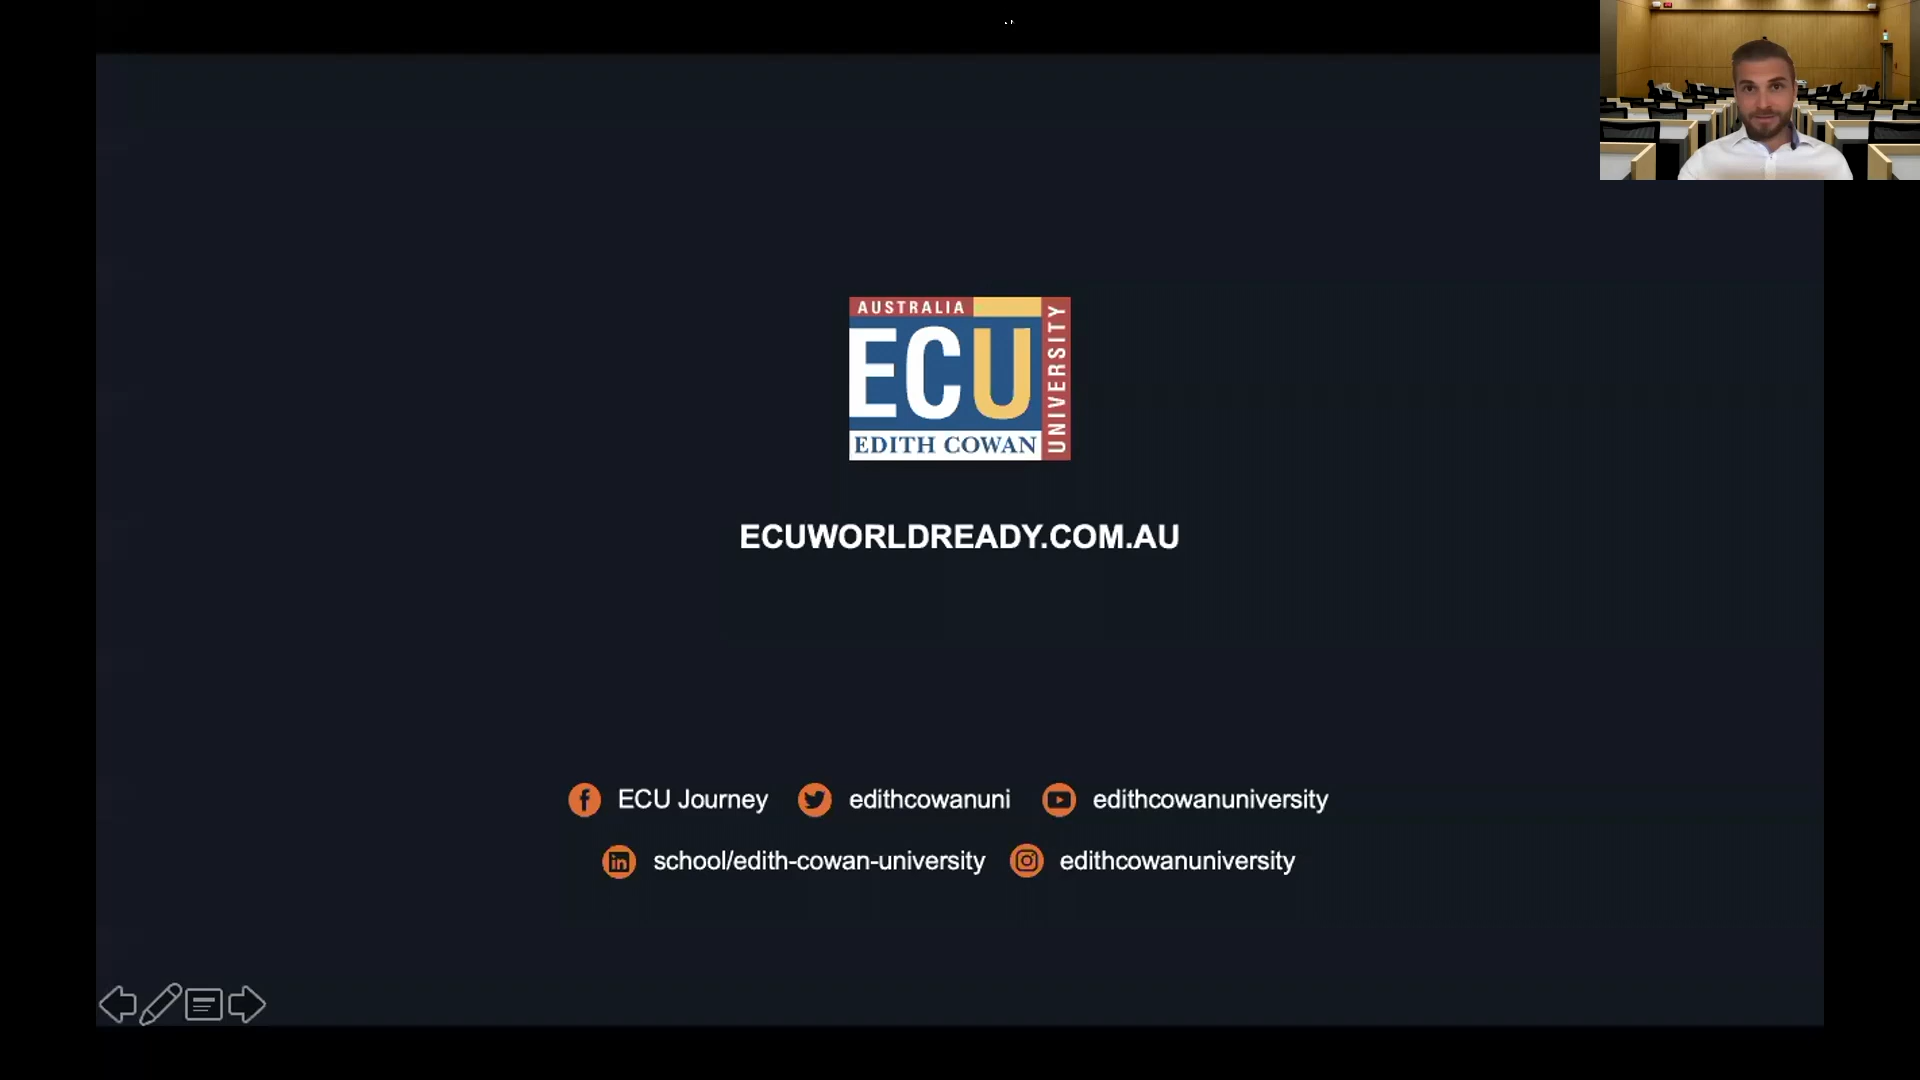 AUSTRALIA
ECU
EDITH COWAN
UNIVERSITY
ECUWORLDREADY.COM.AU
ECU Journey edithcowanuni edithcowanuniversity
school/edith-cowan-university edithcowanuniversity